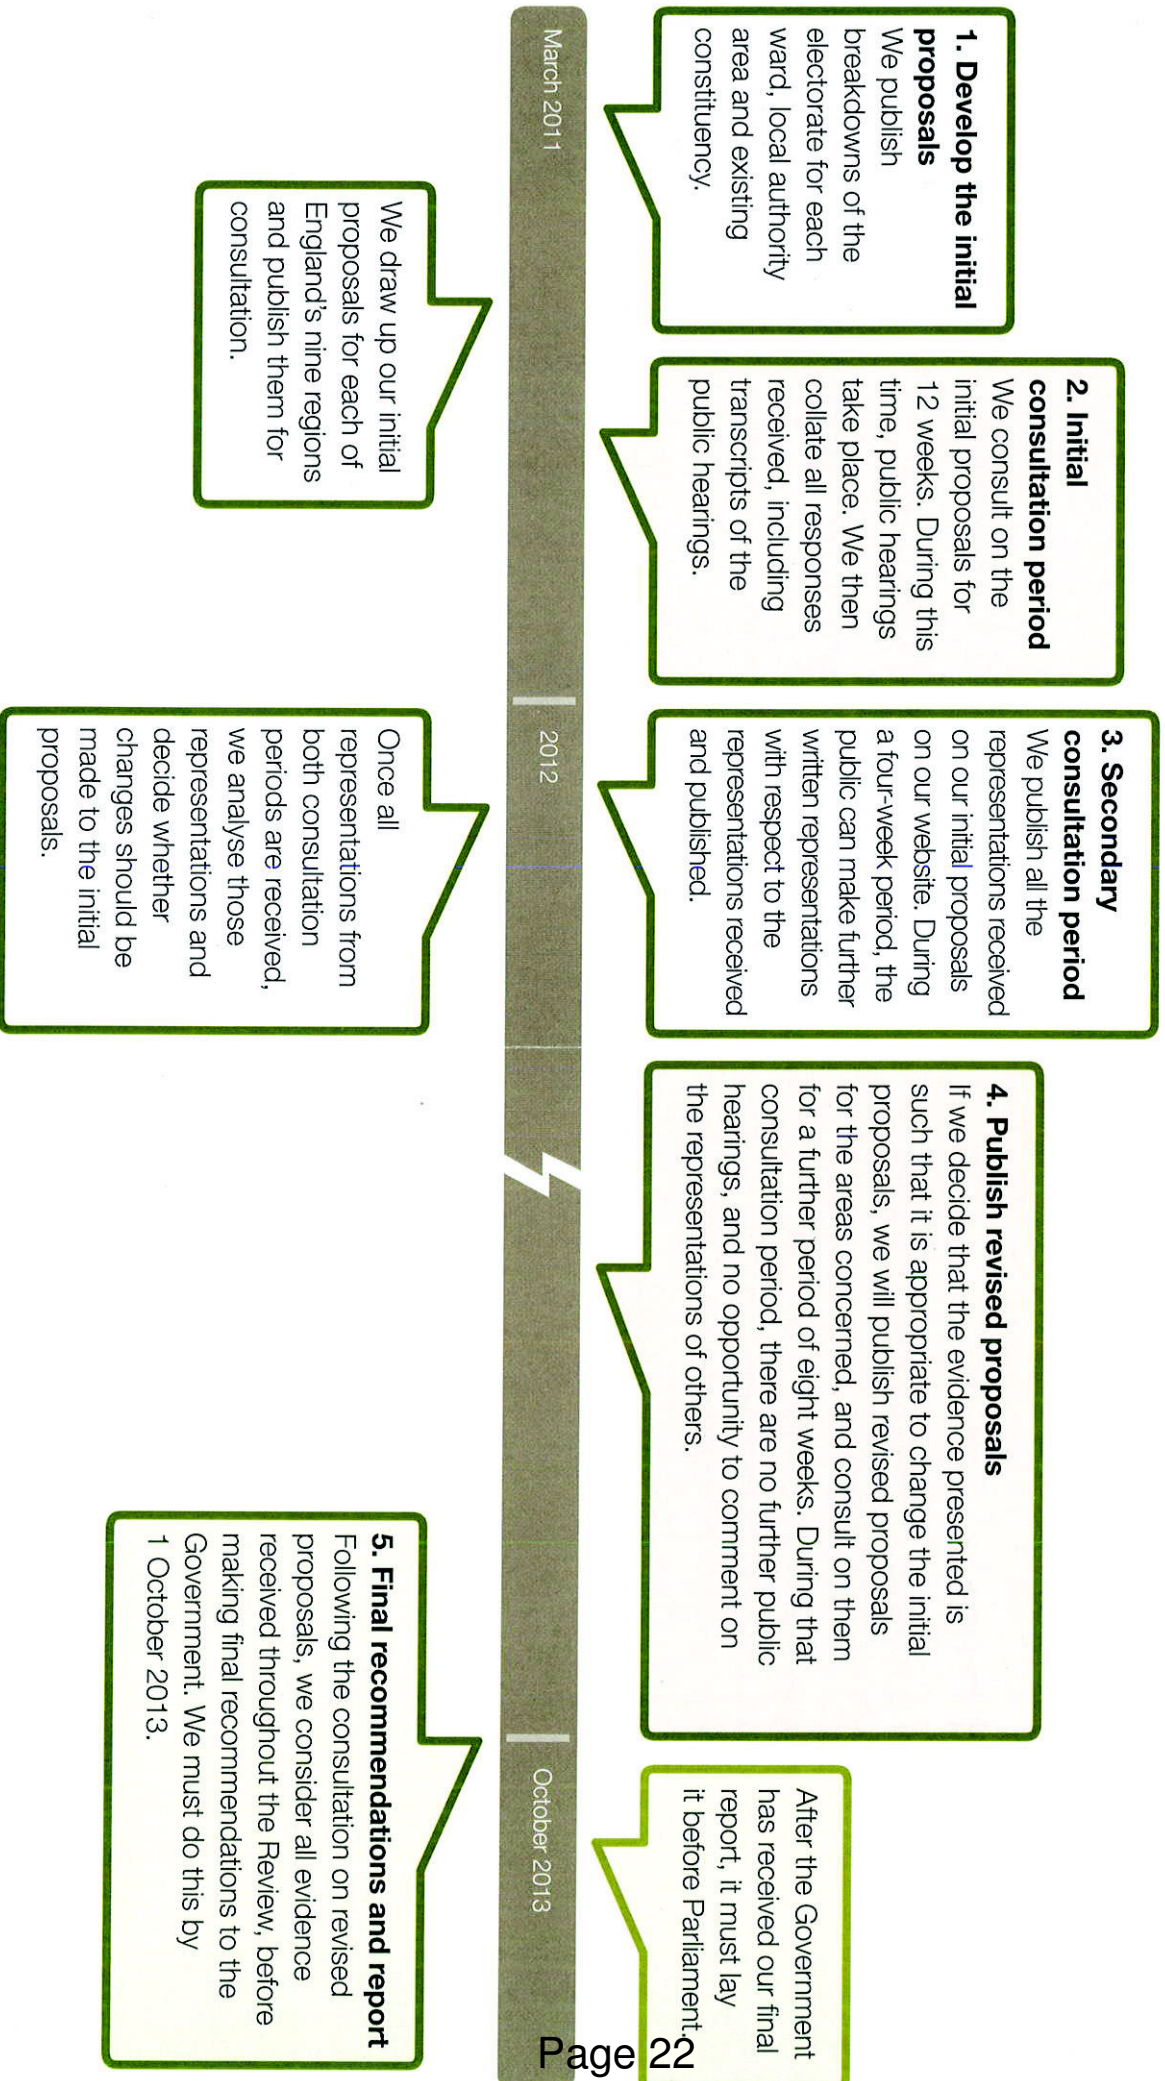 1. Develop the initial
proposals
We publish
breakdowns of the
electorate for each
ward, local authority
area and existing
constituency.
We draw up our initial
proposals for each of
England's nine regions
and publish them for
consultation.
2. Initial
consultation period
We consult on the
initial proposals for
12 weeks. During this
time, public hearings
take place. We then
collate all responses
received, including
transcripts of the
public hearings.
3. Secondary
consultation period
We publish all the
representations received
on our initial proposals
on our website. During
a four-week period, the
public can make further
written representations
with respect to the
representations received
and published.
Once all
representations from
both consultation
periods are received,
we analyse those
representations and
decide whether
changes should be
made to the initial
proposals.
4. Publish revised proposals
If we decide that the evidence presented is
such that it is appropriate to change the initial
proposals, we will publish revised proposals
for the areas concerned, and consult on them
for a further period of eight weeks. During that
consultation period, there are no further public
hearings, and no opportunity to comment on
the representations of others.
5. Final recommendations and report
Following the consultation on revised
proposals, we consider all evidence
received throughout the Review, before
making final recommendations to the
Government. We must do this by
1 October 2013.
After the Government
has received our final
report, it must lay
it before Parliament.
March 2011
2012
October 2013
Page 22